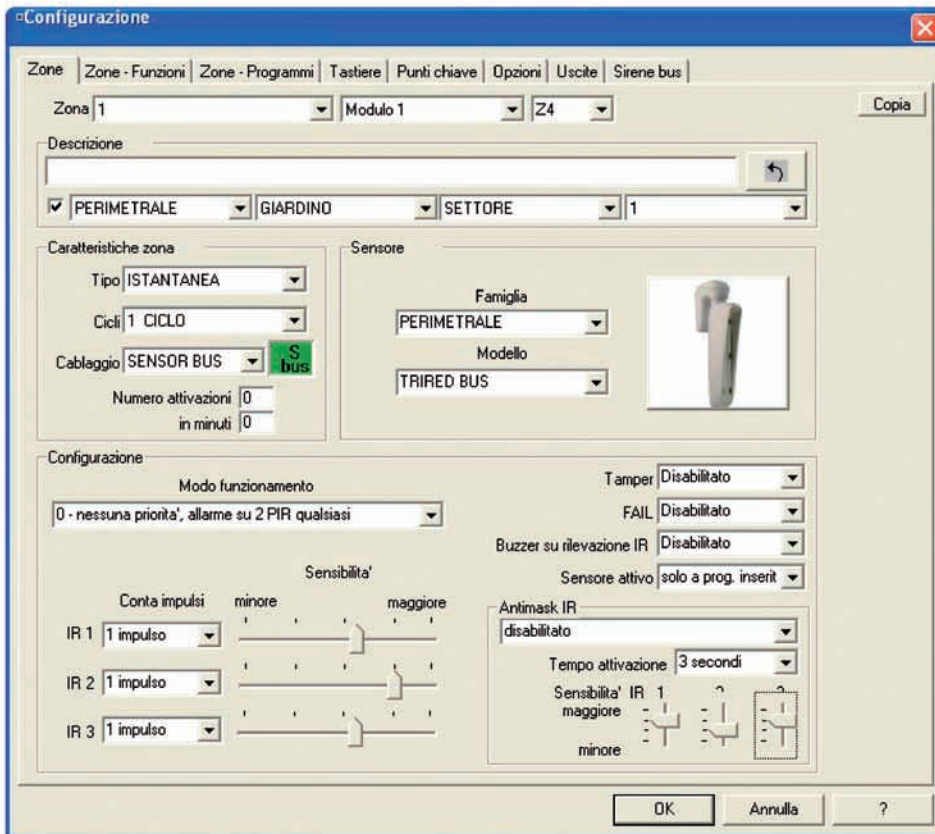 Configurazione
Zone Zone - Funzioni Zone - Programmi Tastiere Punti chiave Opzioni Uscite Sirene bus
Zona 1 Modulo 1 Z4 Copia
Descrizione
PERIMETRALE GIARDINO SETTORE 1
Caratteristiche zona
Tipo ISTANTANEA
Cicli 1 CICLO
Cablaggio SENSOR BUS S bus
Numero attivazioni 0
in minuti 0
Sensore
Famiglia
PERIMETRALE
Modello
TRIRED BUS
Configurazione
Modo funzionamento
0 - nessuna priorita', allarme su 2 PIR qualsiasi
Sensibilita'
Conta impulsi minore maggiore
IR 1 1 impulso
IR 2 1 impulso
IR 3 1 impulso
Tamper Disabilitato
FAIL Disabilitato
Buzzer su rilevazione IR Disabilitato
Sensore attivo solo a prog. inserit
Antimask IR
disabilitato
Tempo attivazione 3 secondi
Sensibilita' IR 1
maggiore
minore
OK Annulla ?